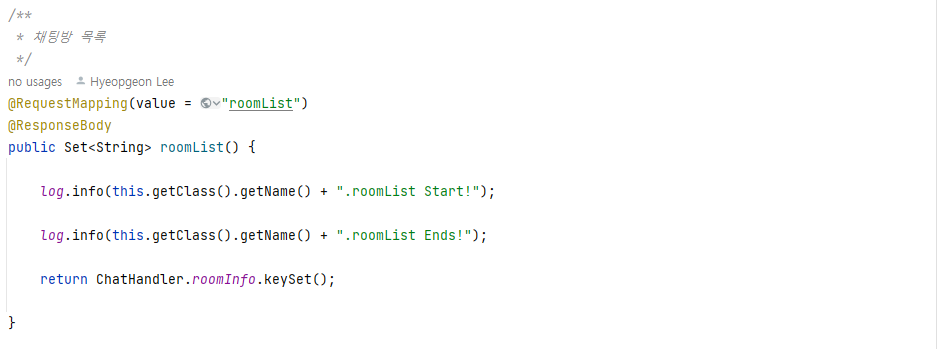 /**
 * 채팅방 목록
 */
no usages Hyeopgeon Lee
@RequestMapping(value = "roomList")
@ResponseBody
public Set<String> roomList() {
log.info(this.getClass().getName() + ".roomList Start!");
log.info(this.getClass().getName() + ".roomList Ends!");
return ChatHandler.roomInfo.keySet();
}